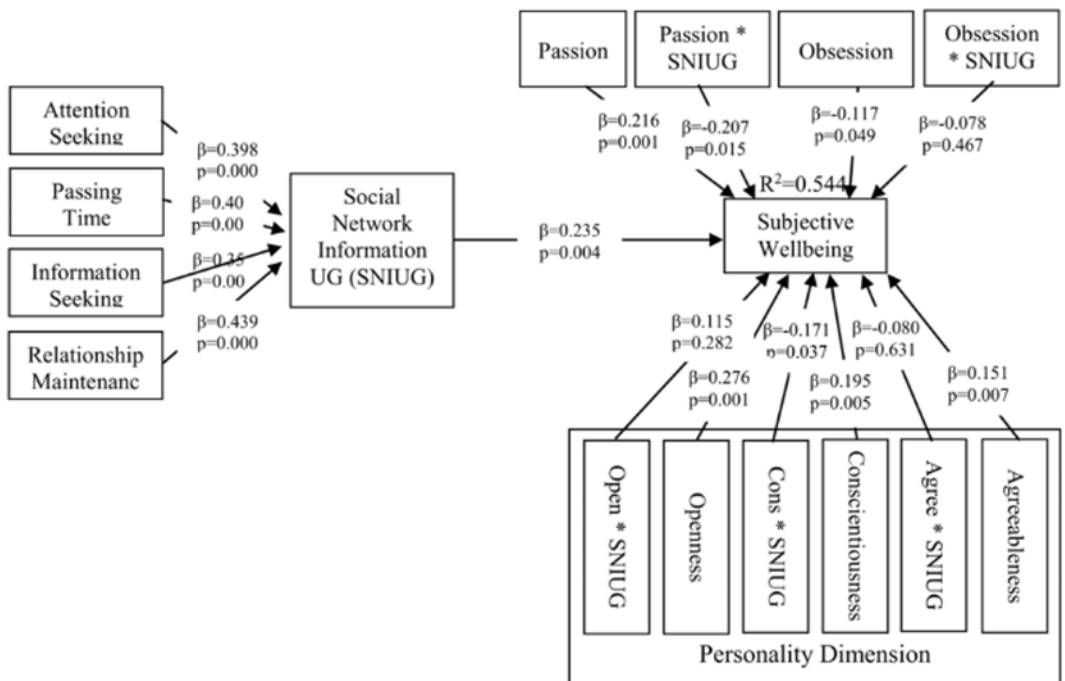 Passion
Passion *
SNIUG
Obsession
Obsession
* SNIUG
β=0.216
p=0.001
β=-0.207
p=0.015
β=-0.117
p=0.049
β=-0.078
p=0.467
Attention
Seeking
Passing
Time
Information
Seeking
Relationship
Maintenanc
β=0.398
p=0.000
β=0.40
p=0.00
β=0.35
p=0.00
β=0.439
p=0.000
Social
Network
Information
UG (SNIUG)
β=0.235
p=0.004
R²=0.544
Subjective
Wellbeing
β=0.115
p=0.282
β=-0.171
p=0.037
β=-0.080
p=0.631
β=0.276
p=0.001
β=0.195
p=0.005
β=0.151
p=0.007
Open * SNIUG
Openness
Cons * SNIUG
Conscientiousness
Agree * SNIUG
Agreeableness
Personality Dimension